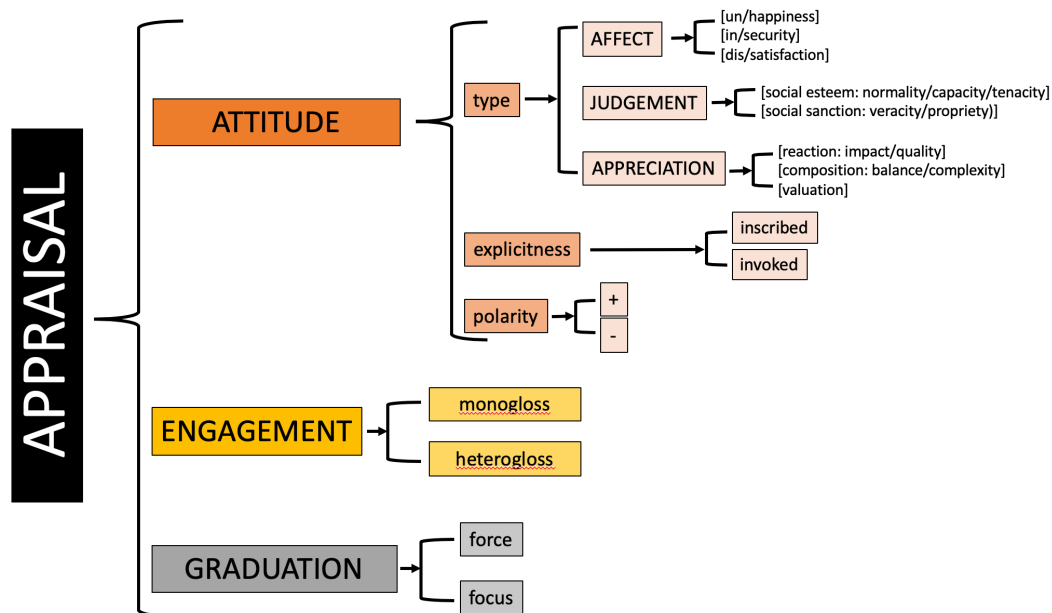 APPRAISAL
ATTITUDE
type
AFFECT
[un/happiness]
[in/security]
[dis/satisfaction]
JUDGEMENT
[social esteem: normality/capacity/tenacity]
[social sanction: veracity/propriety)]
APPRECIATION
[reaction: impact/quality]
[composition: balance/complexity]
[valuation]
explicitness
inscribed
invoked
polarity
+
-
ENGAGEMENT
monogloss
heterogloss
GRADUATION
force
focus